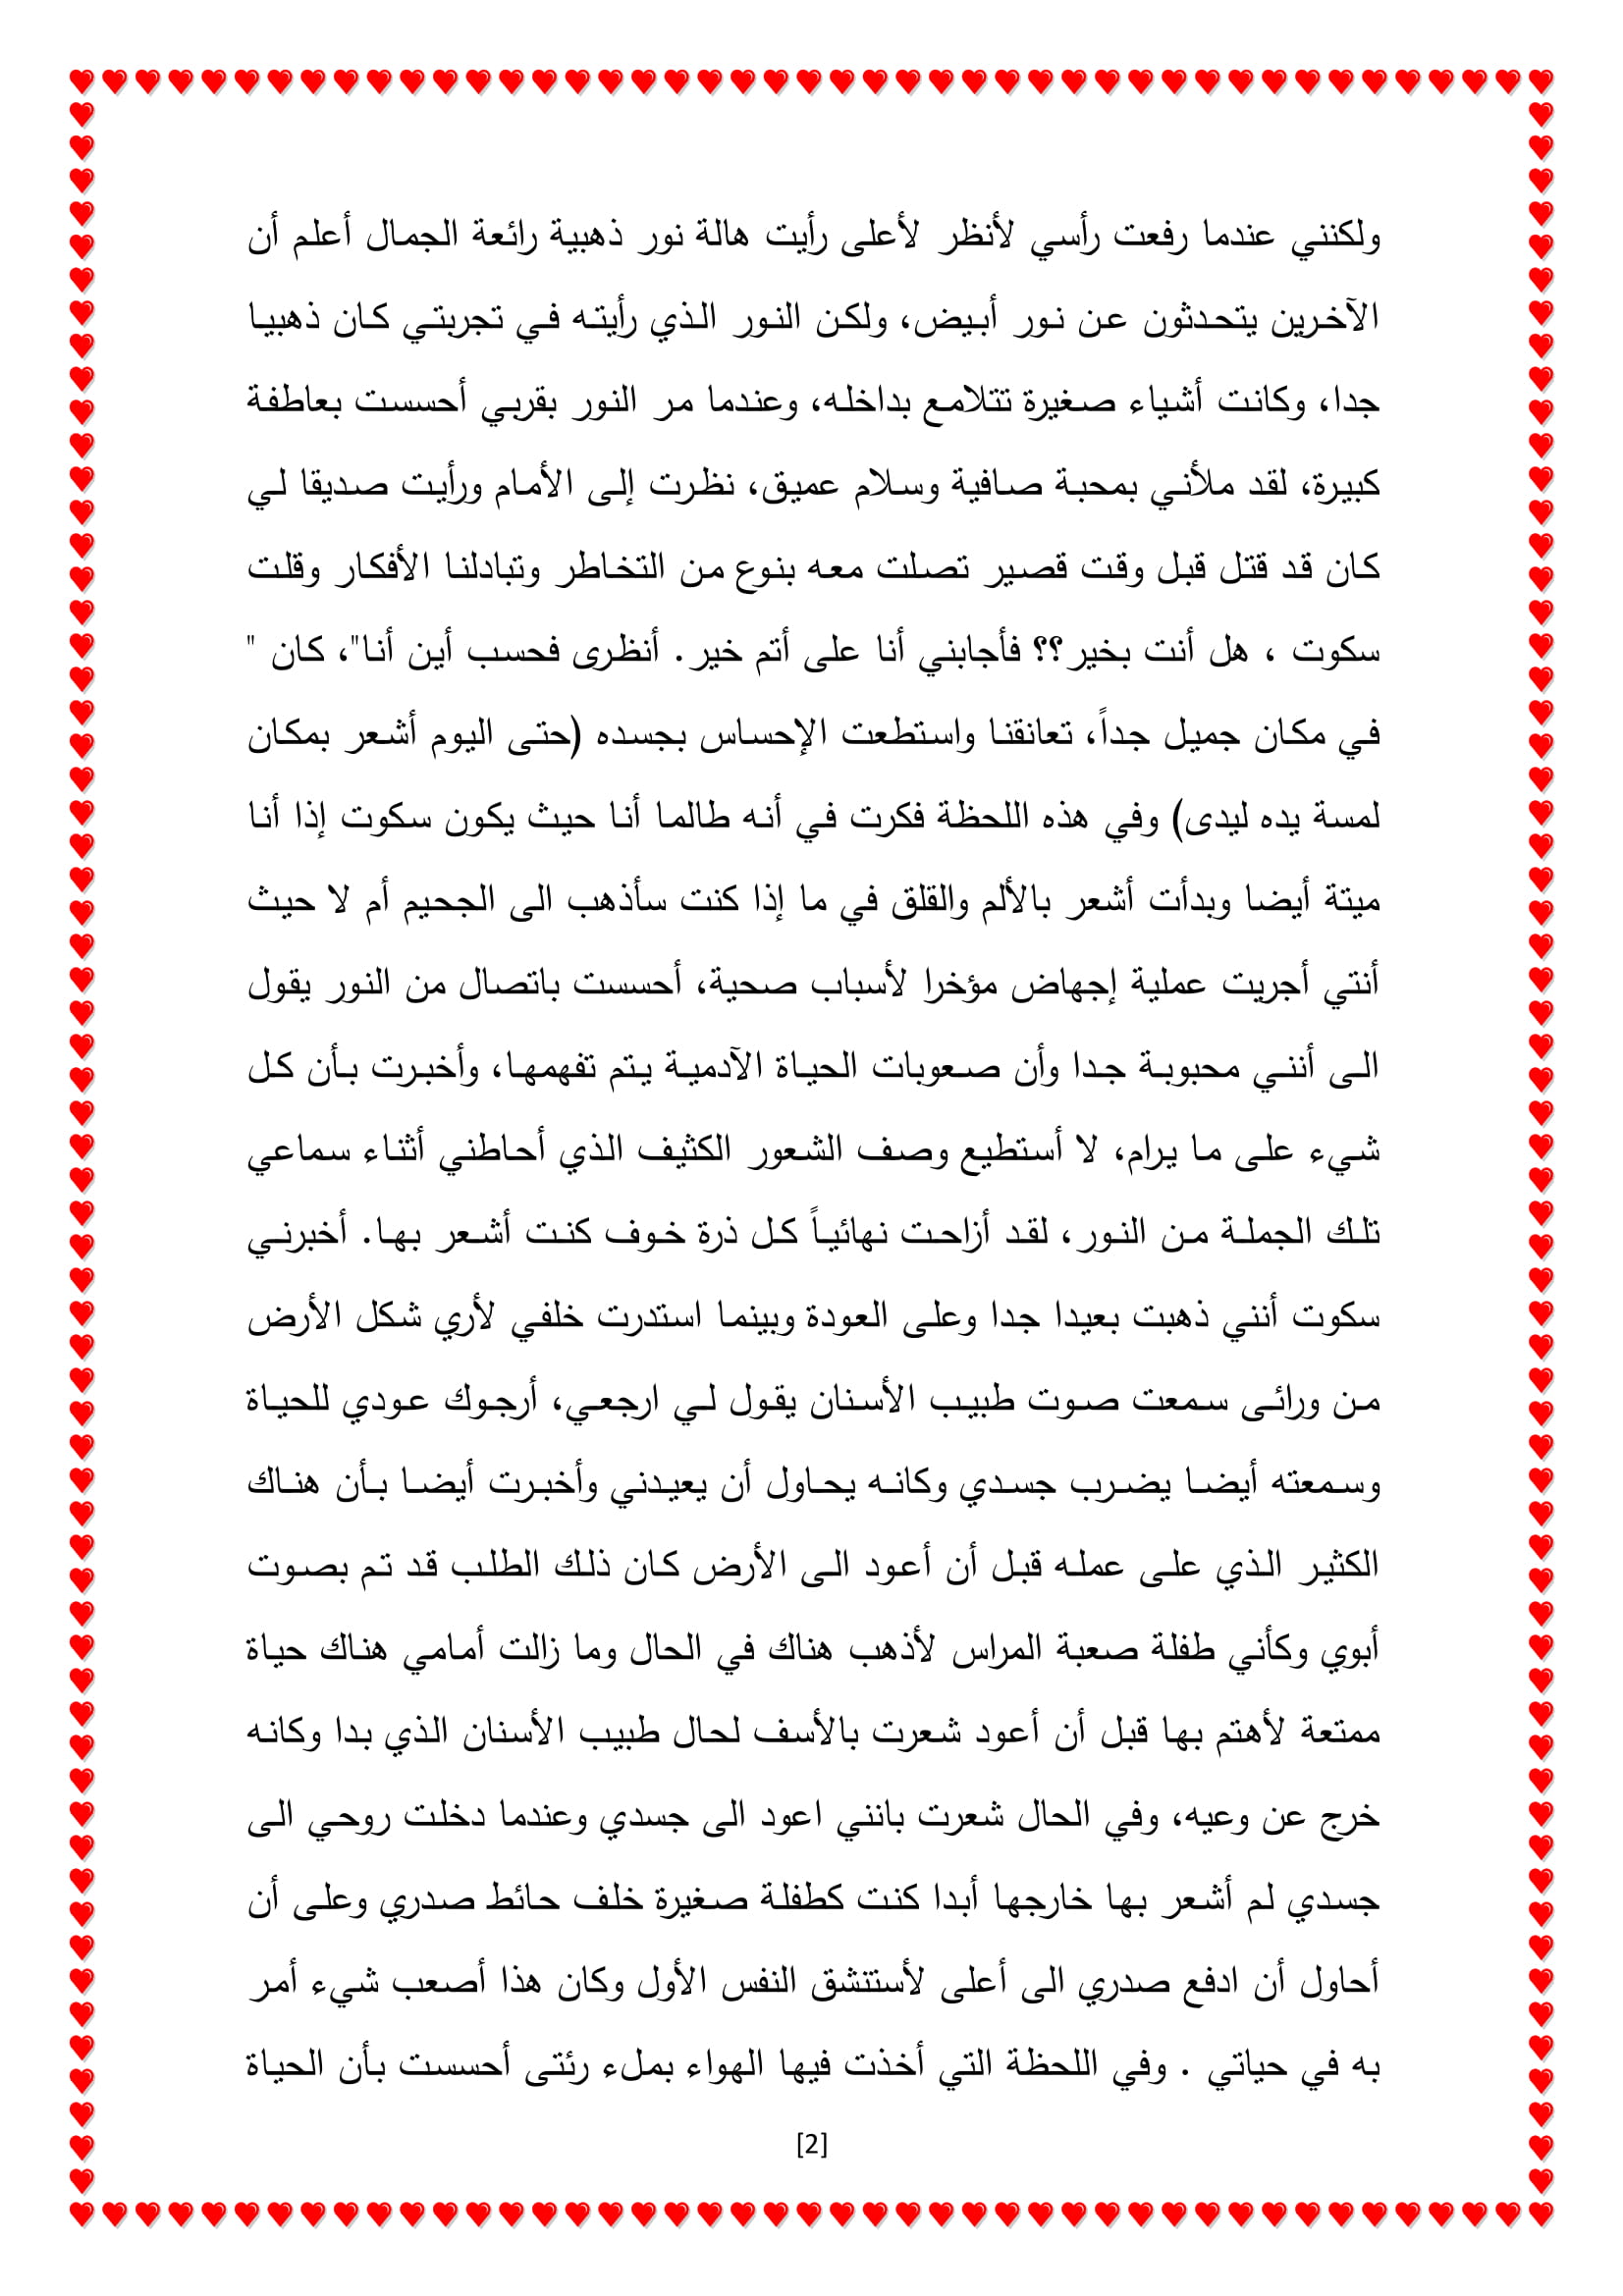 ولكنني عندما رفعت رأسي لأنظر لأعلى رأيت هالة نور ذهبية رائعة الجمال أعلم أن
الآخرين يتحدثون عن نور أبيض، ولكن النور الذي رأيته في تجربتي كان ذهبيا
جدا، وكانت أشياء صغيرة تتلامع بداخله، وعندما مر النور بقربي أحسست بعاطفة
كبيرة، لقد ملأني بمحبة صافية وسلام عميق، نظرت إلى الأمام ورأيت صديقا لي
كان قد قتل قبل وقت قصير تصلت معه بنوع من التخاطر وتبادلنا الأفكار وقلت
سكوت ، هل أنت بخير؟؟ فأجابني أنا على أتم خير. أنظرى فحسب أين أنا"، كان "
في مكان جميل جداً، تعانقنا واستطعت الإحساس بجسده (حتى اليوم أشعر بمكان
لمسة يده ليدى) وفي هذه اللحظة فكرت في أنه طالما أنا حيث يكون سكوت إذا أنا
ميتة أيضا وبدأت أشعر بالألم والقلق في ما إذا كنت سأذهب الى الجحيم أم لا حيث
أنتي أجريت عملية إجهاض مؤخرا لأسباب صحية، أحسست باتصال من النور يقول
الى أنني محبوبة جدا وأن صعوبات الحياة الآدمية يتم تفهمها، وأخبرت بأن كل
شيء على ما يرام، لا أستطيع وصف الشعور الكثيف الذي أحاطني أثناء سماعي
تلك الجملة من النور، لقد أزاحت نهائياً كل ذرة خوف كنت أشعر بها. أخبرني
سكوت أنني ذهبت بعيدا جدا وعلى العودة وبينما استدرت خلفي لأري شكل الأرض
من ورائى سمعت صوت طبيب الأسنان يقول لي ارجعي، أرجوك عودي للحياة
وسمعته أيضا يضرب جسدي وكانه يحاول أن يعيدني وأخبرت أيضا بأن هناك
الكثير الذي على عمله قبل أن أعود الى الأرض كان ذلك الطلب قد تم بصوت
أبوي وكأني طفلة صعبة المراس لأذهب هناك في الحال وما زالت أمامي هناك حياة
ممتعة لأهتم بها قبل أن أعود شعرت بالأسف لحال طبيب الأسنان الذي بدا وكانه
خرج عن وعيه، وفي الحال شعرت بانني اعود الى جسدي وعندما دخلت روحي الى
جسدي لم أشعر بها خارجها أبدا كنت كطفلة صغيرة خلف حائط صدري وعلى أن
أحاول أن ادفع صدري الى أعلى لأستنشق النفس الأول وكان هذا أصعب شيء أمر
به في حياتي . وفي اللحظة التي أخذت فيها الهواء بملء رئتى أحسست بأن الحياة
[2]